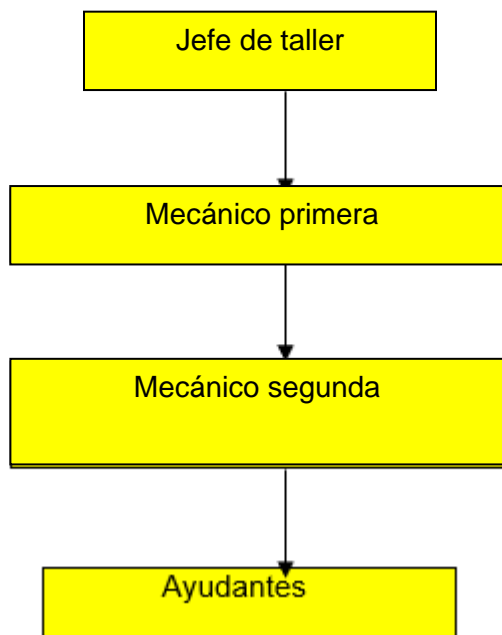 Jefe de taller
Mecánico primera
Mecánico segunda
Ayudantes